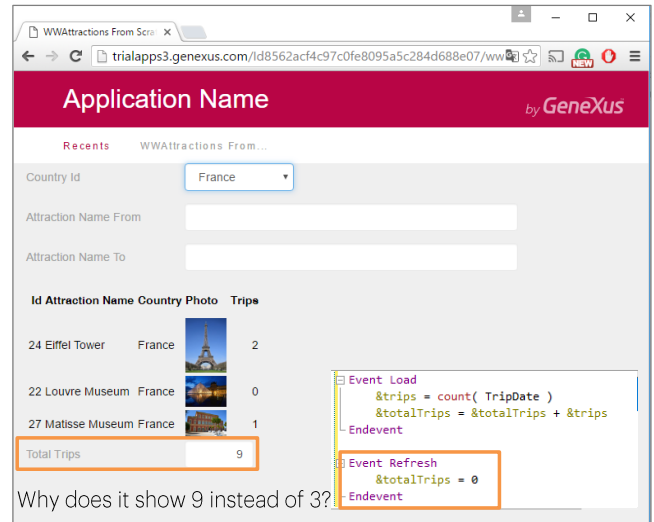 WWAttractions From Scra
trialapps3.genexus.com/Id8562acf4c97c0fe8095a5c284d688e07/ww
NEW
Application Name
by GeneXus
Recents WWAttractions From...
Country Id France
Attraction Name From
Attraction Name To
Id Attraction Name Country Photo Trips
24 Eiffel Tower France 2
22 Louvre Museum France 0
27 Matisse Museum France 1
Total Trips 9
Event Load
&trips = count( TripDate )
&totalTrips = &totalTrips + &trips
Endevent
Event Refresh
&totalTrips = 0
Endevent
Why does it show 9 instead of 3?